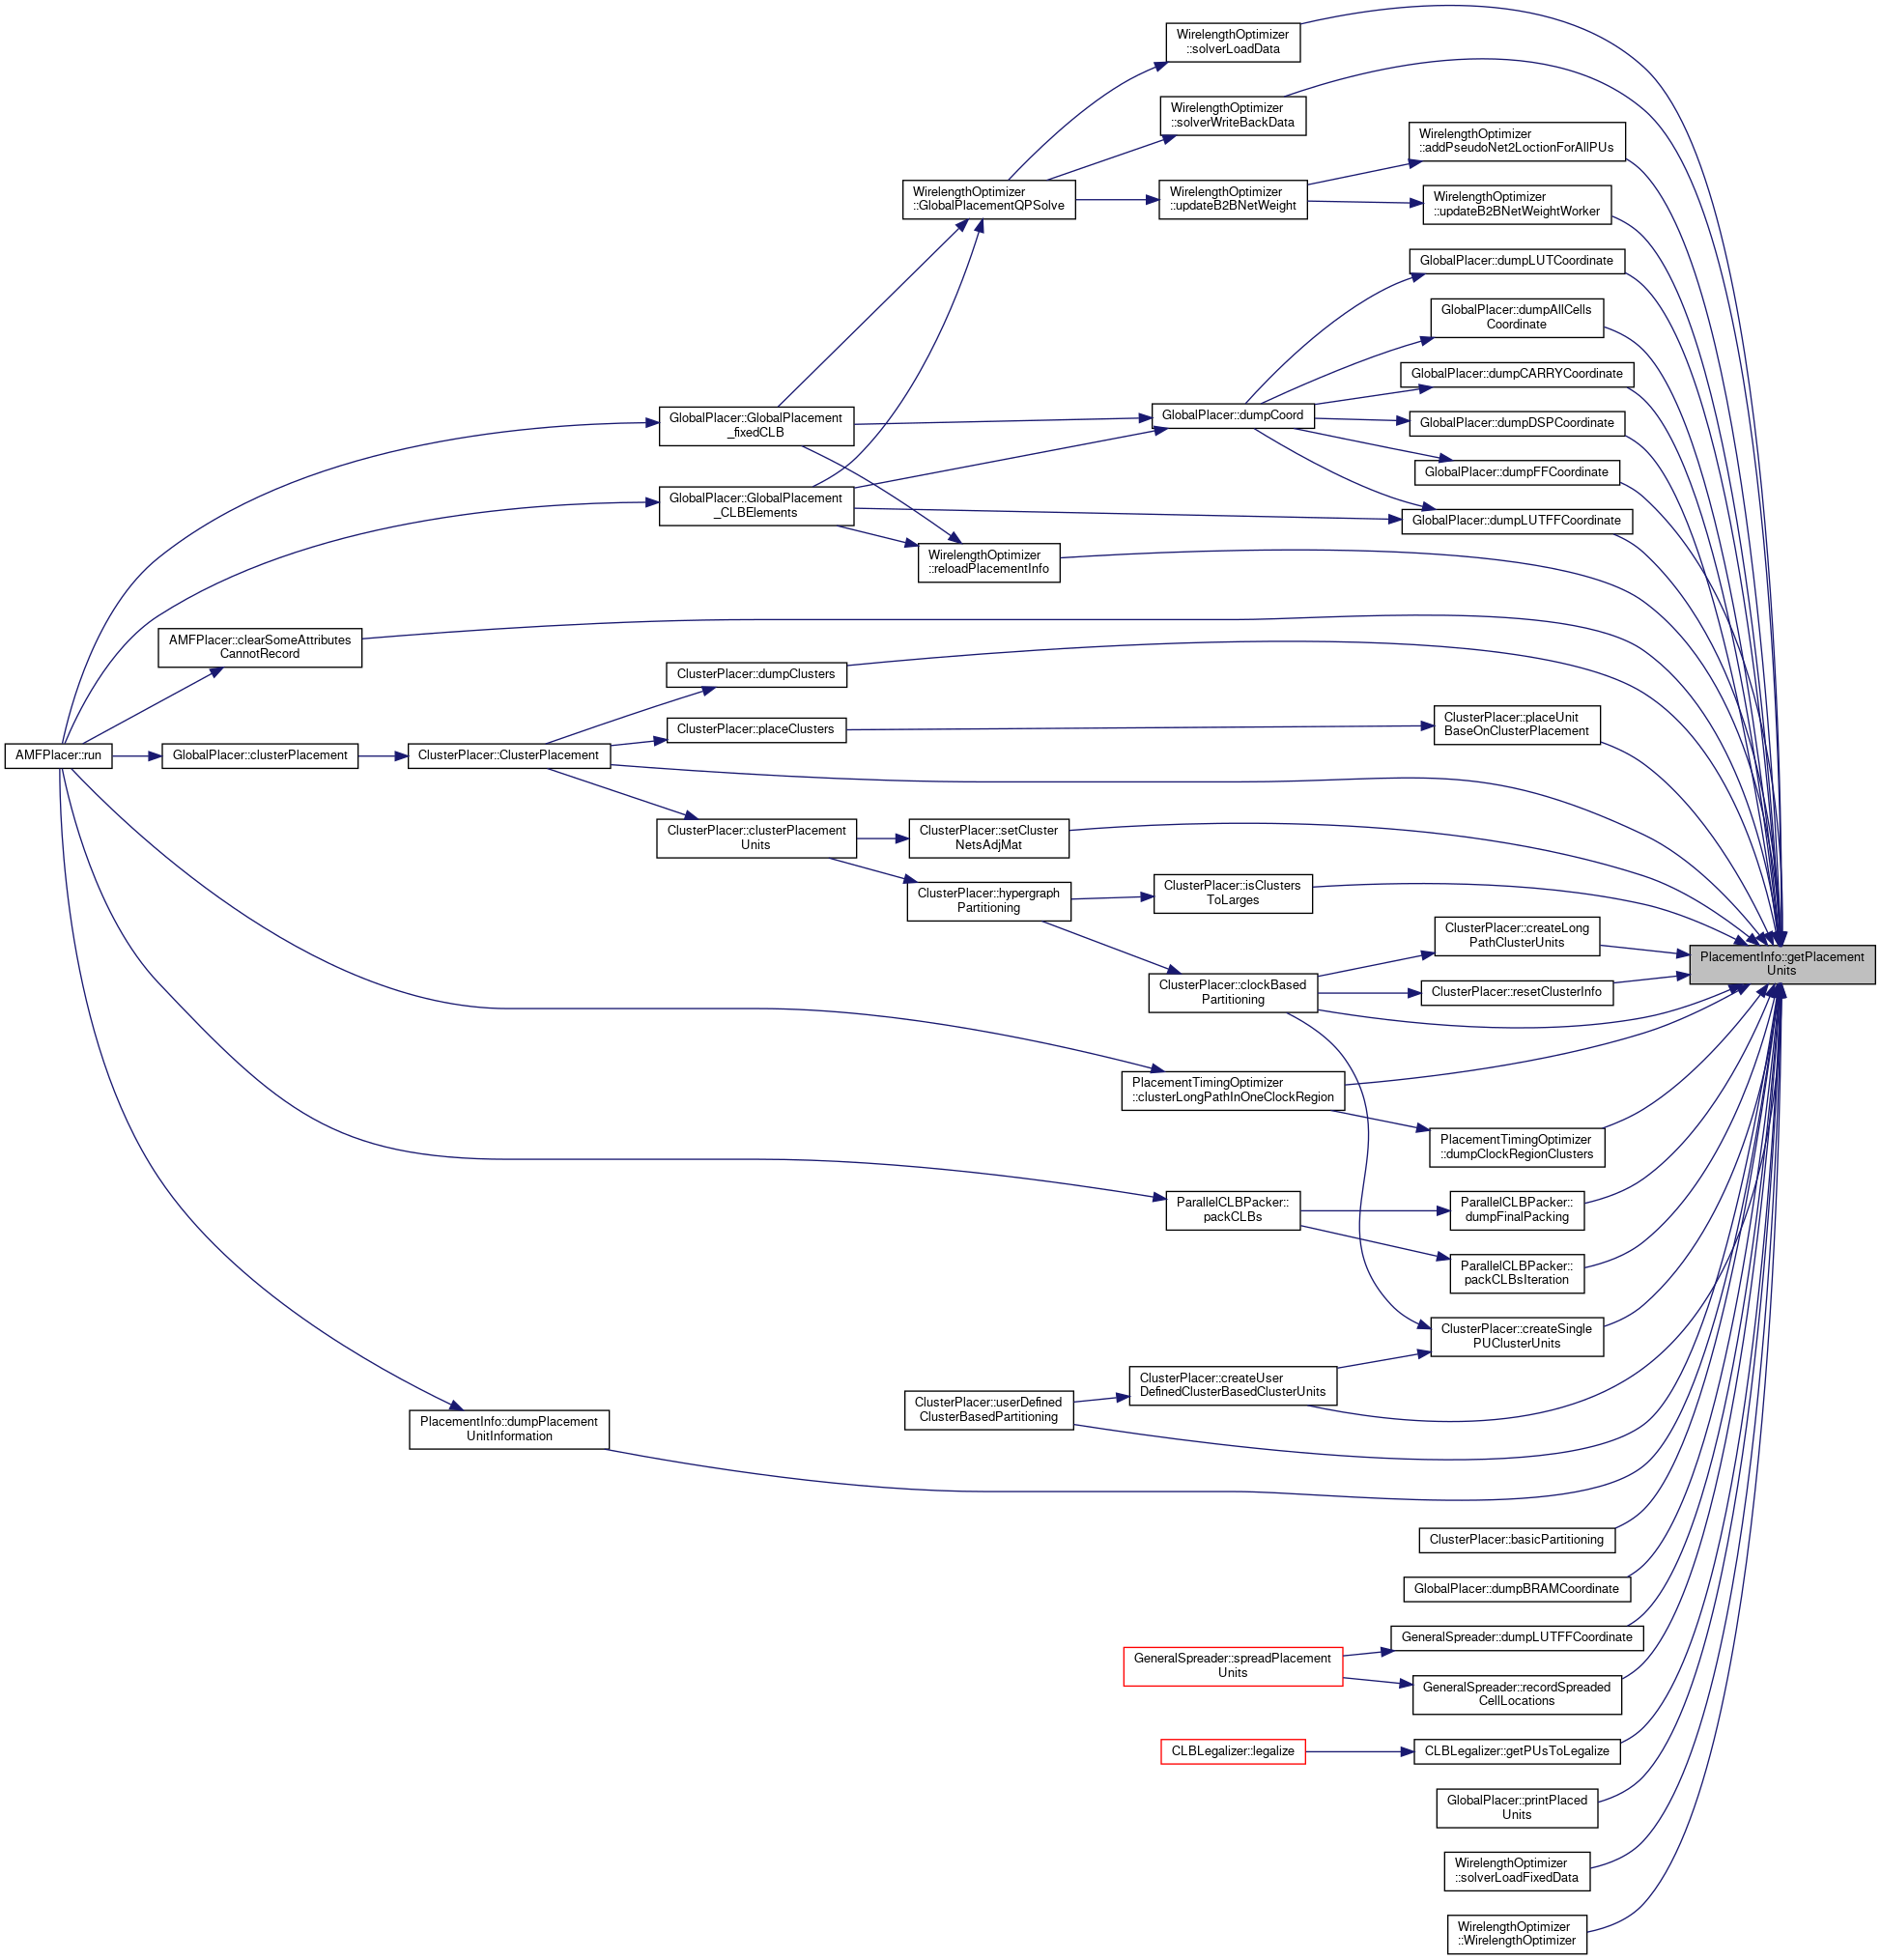 WirelengthOptimizer
::solverLoadData
WirelengthOptimizer
::solverWriteBackData
WirelengthOptimizer
::addPseudoNet2LoctionForAllPUs
WirelengthOptimizer
::GlobalPlacementQPSolve
WirelengthOptimizer
::updateB2BNetWeight
WirelengthOptimizer
::updateB2BNetWeightWorker
GlobalPlacer::dumpLUTCoordinate
GlobalPlacer::dumpAllCells
Coordinate
GlobalPlacer::dumpCARRYCoordinate
GlobalPlacer::GlobalPlacement
_fixedCLB
GlobalPlacer::dumpCoord
GlobalPlacer::dumpDSPCoordinate
GlobalPlacer::dumpFFCoordinate
GlobalPlacer::GlobalPlacement
_CLBElements
GlobalPlacer::dumpLUTFFCoordinate
WirelengthOptimizer
::reloadPlacementInfo
AMFPlacer::clearSomeAttributes
CannotRecord
ClusterPlacer::dumpClusters
ClusterPlacer::placeClusters
ClusterPlacer::placeUnit
BaseOnClusterPlacement
AMFPlacer::run
GlobalPlacer::clusterPlacement
ClusterPlacer::ClusterPlacement
ClusterPlacer::clusterPlacement
Units
ClusterPlacer::setCluster
NetsAdjMat
ClusterPlacer::hypergraph
Partitioning
ClusterPlacer::isClusters
ToLarges
ClusterPlacer::createLong
PathClusterUnits
PlacementInfo::getPlacement
Units
ClusterPlacer::clockBased
Partitioning
ClusterPlacer::resetClusterInfo
PlacementTimingOptimizer
::clusterLongPathInOneClockRegion
PlacementTimingOptimizer
::dumpClockRegionClusters
ParallelCLBPacker::
packCLBs
ParallelCLBPacker::
dumpFinalPacking
ParallelCLBPacker::
packCLBsIteration
ClusterPlacer::createSingle
PUClusterUnits
ClusterPlacer::createUser
DefinedClusterBasedClusterUnits
ClusterPlacer::userDefined
ClusterBasedPartitioning
PlacementInfo::dumpPlacement
UnitInformation
ClusterPlacer::basicPartitioning
GlobalPlacer::dumpBRAMCoordinate
GeneralSpreader::dumpLUTFFCoordinate
GeneralSpreader::spreadPlacement
Units
GeneralSpreader::recordSpreaded
CellLocations
CLBLegalizer::legalize
CLBLegalizer::getPUsToLegalize
GlobalPlacer::printPlaced
Units
WirelengthOptimizer
::solverLoadFixedData
WirelengthOptimizer
::WirelengthOptimizer